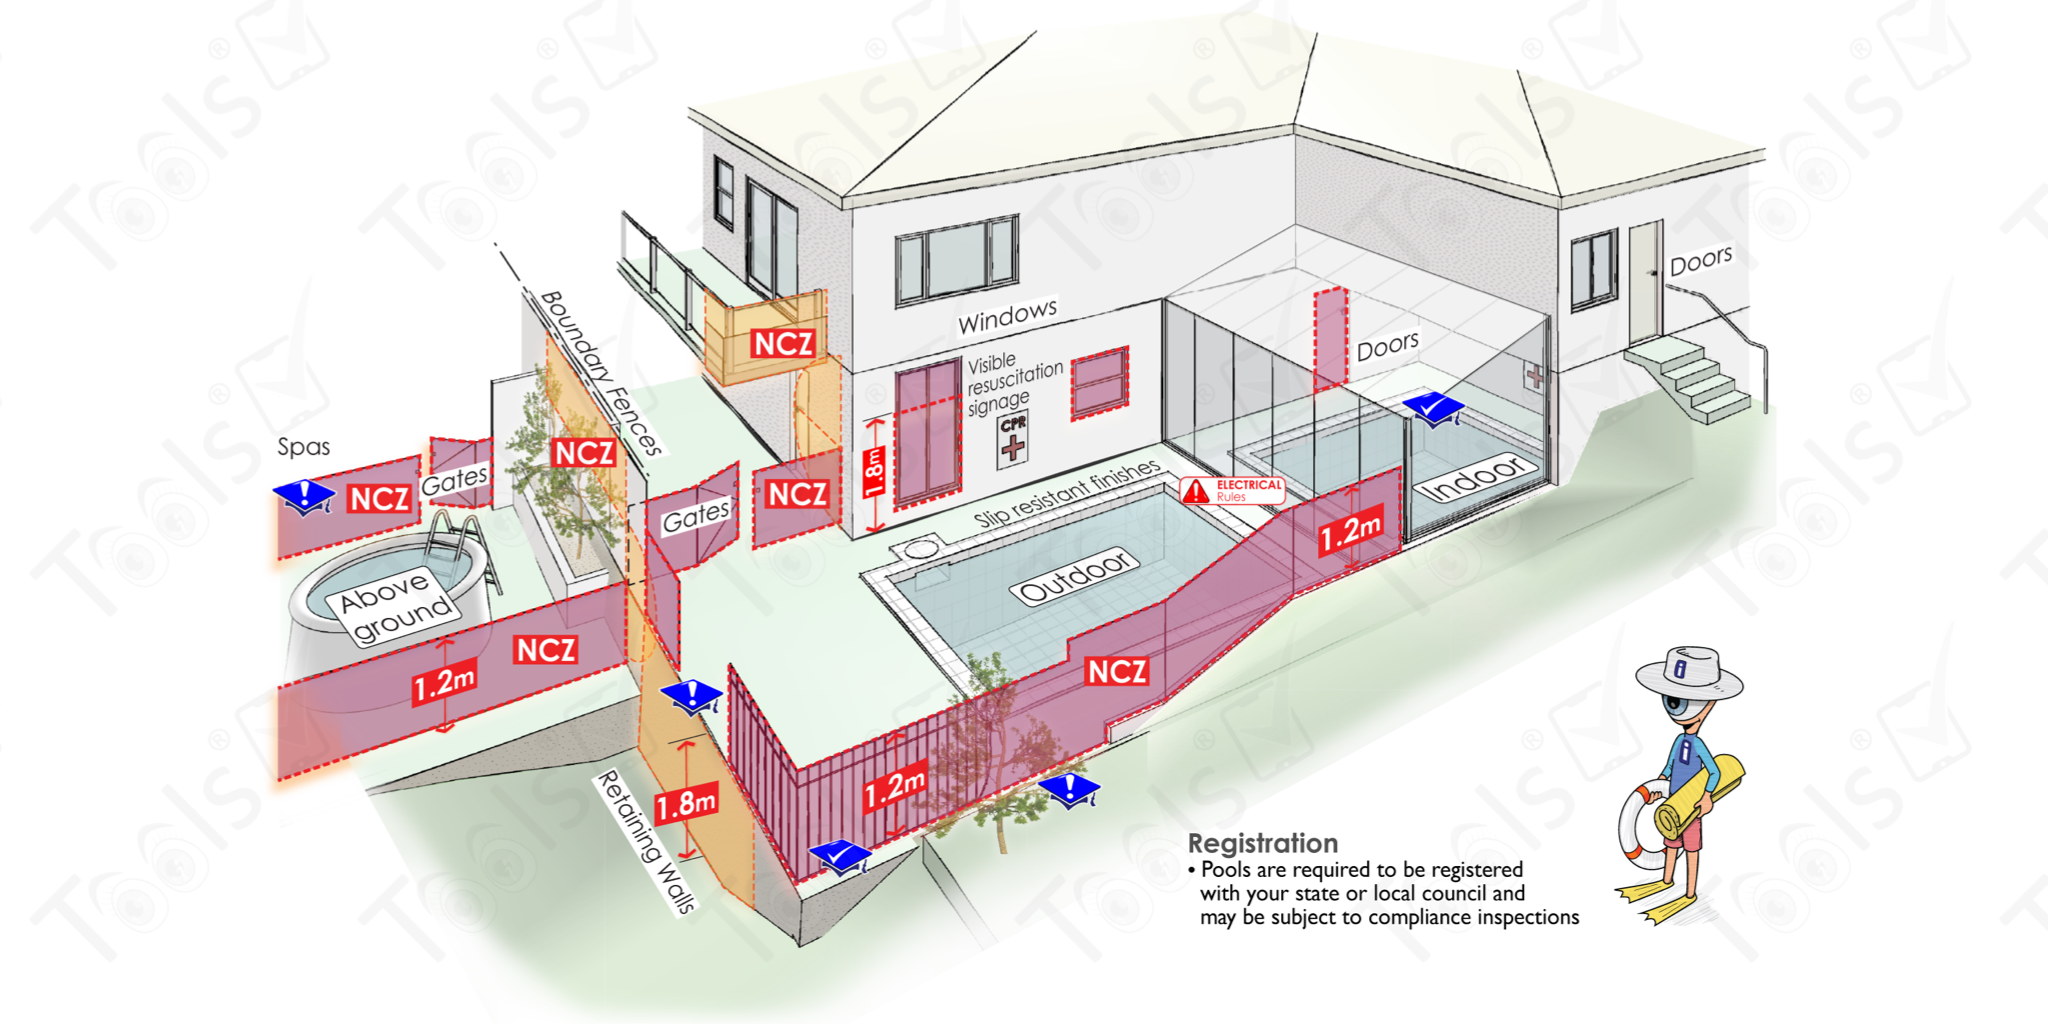 Spas
NCZ
Gates
Above
ground
NCZ
1.2m
Boundary Fences
NCZ
NCZ
Gates
NCZ
1.8m
Windows
Visible
resuscitation
signage
CPR
Doors
Doors
Slip resistant finishes
ELECTRICAL
Rules
Indoor
Outdoor
1.2m
NCZ
1.2m
1.8m
Retaining Walls
i
i
Registration
• Pools are required to be registered
with your state or local council and
may be subject to compliance inspections
Tools
®